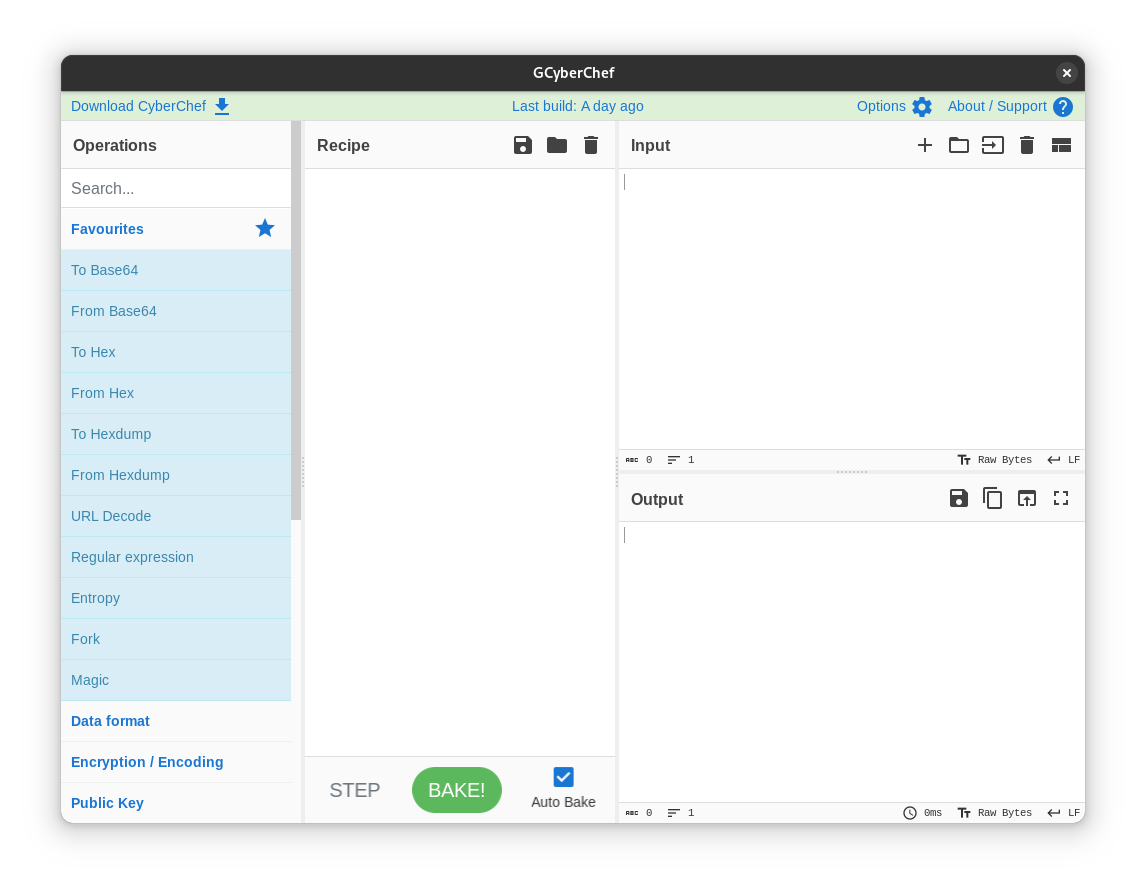 GCyberChef
Download CyberChef
Last build: A day ago
Options
About / Support
Operations
Search...
Favourites
To Base64
From Base64
To Hex
From Hex
To Hexdump
From Hexdump
URL Decode
Regular expression
Entropy
Fork
Magic
Data format
Encryption / Encoding
Public Key
Recipe
STEP
BAKE!
Auto Bake
Input
ABC 0 1 Raw Bytes LF
Output
ABC 0 1 0ms Raw Bytes LF